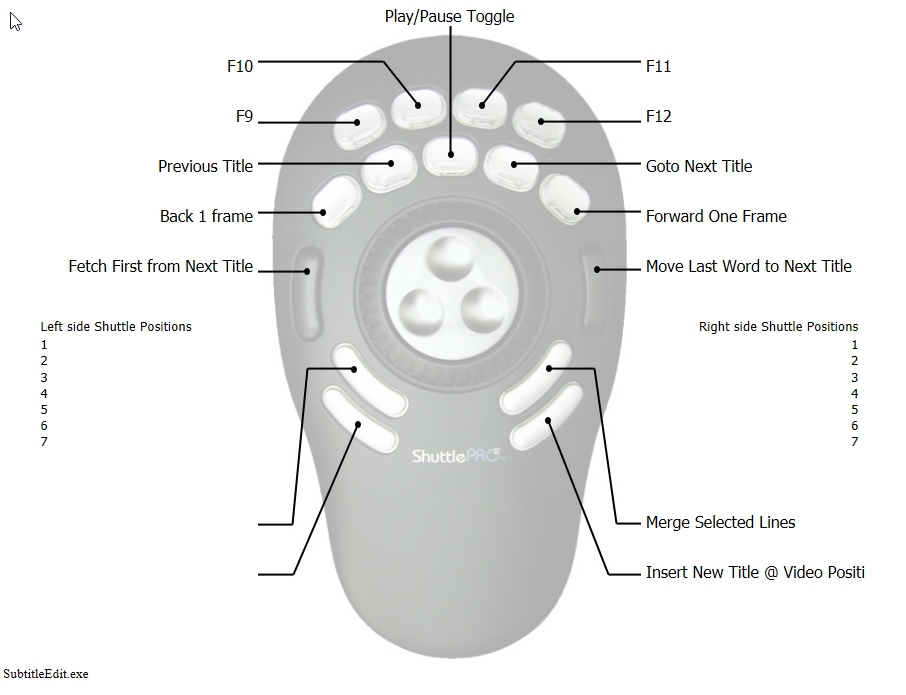 Play/Pause Toggle
F10
F11
F9
F12
Previous Title
Goto Next Title
Back 1 frame
Forward One Frame
Fetch First from Next Title
Move Last Word to Next Title
Left side Shuttle Positions
1
2
3
4
5
6
7
Right side Shuttle Positions
1
2
3
4
5
6
7
ShuttlePRO2
Merge Selected Lines
Insert New Title @ Video Positi
SubtitleEdit.exe